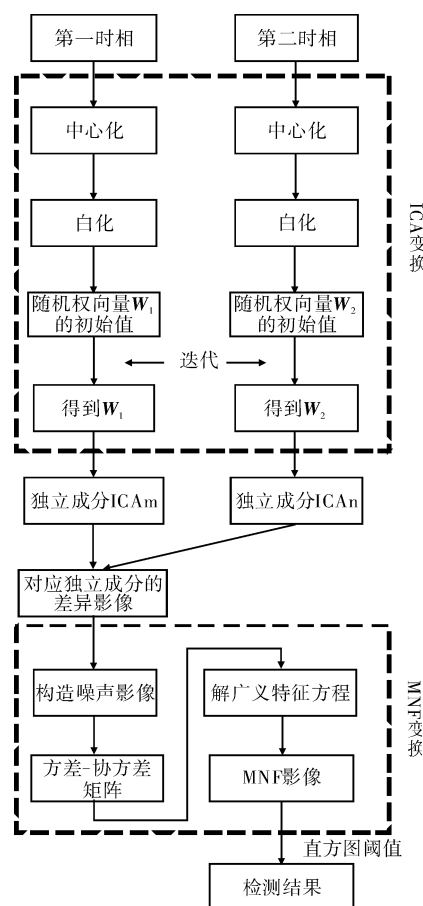 第一时相
第二时相
中心化
中心化
白化
白化
随机权向量W₁
的初始值
随机权向量W₂
的初始值
迭代
得到W₁
得到W₂
ICA变换
独立成分ICAm
独立成分ICAn
对应独立成分的
差异影像
构造噪声影像
解广义特征方程
方差-协方差
矩阵
MNF影像
MNF变换
直方图阈值
检测结果